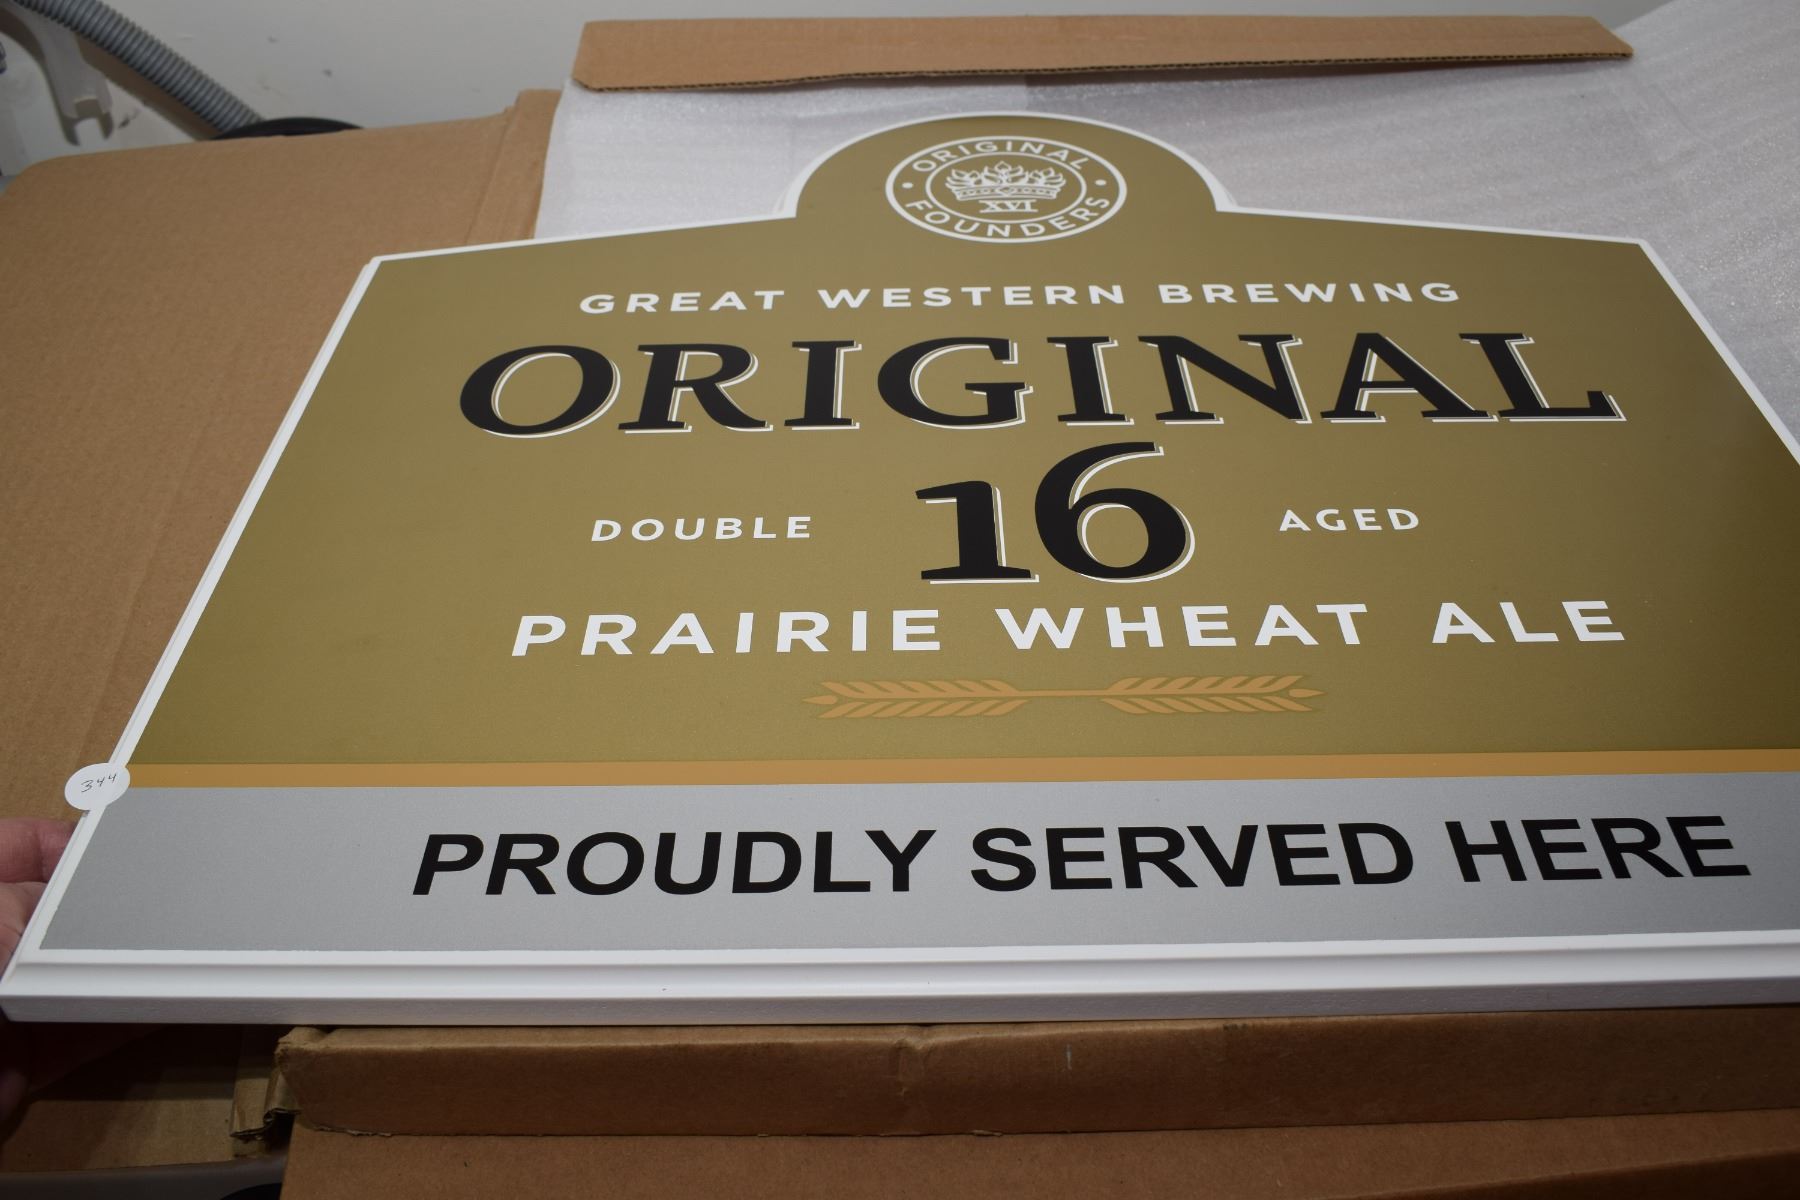 ORIGINAL
XVI
FOUNDERS
GREAT WESTERN BREWING
ORIGINAL
16
DOUBLE AGED
PRAIRIE WHEAT ALE
344
PROUDLY SERVED HERE